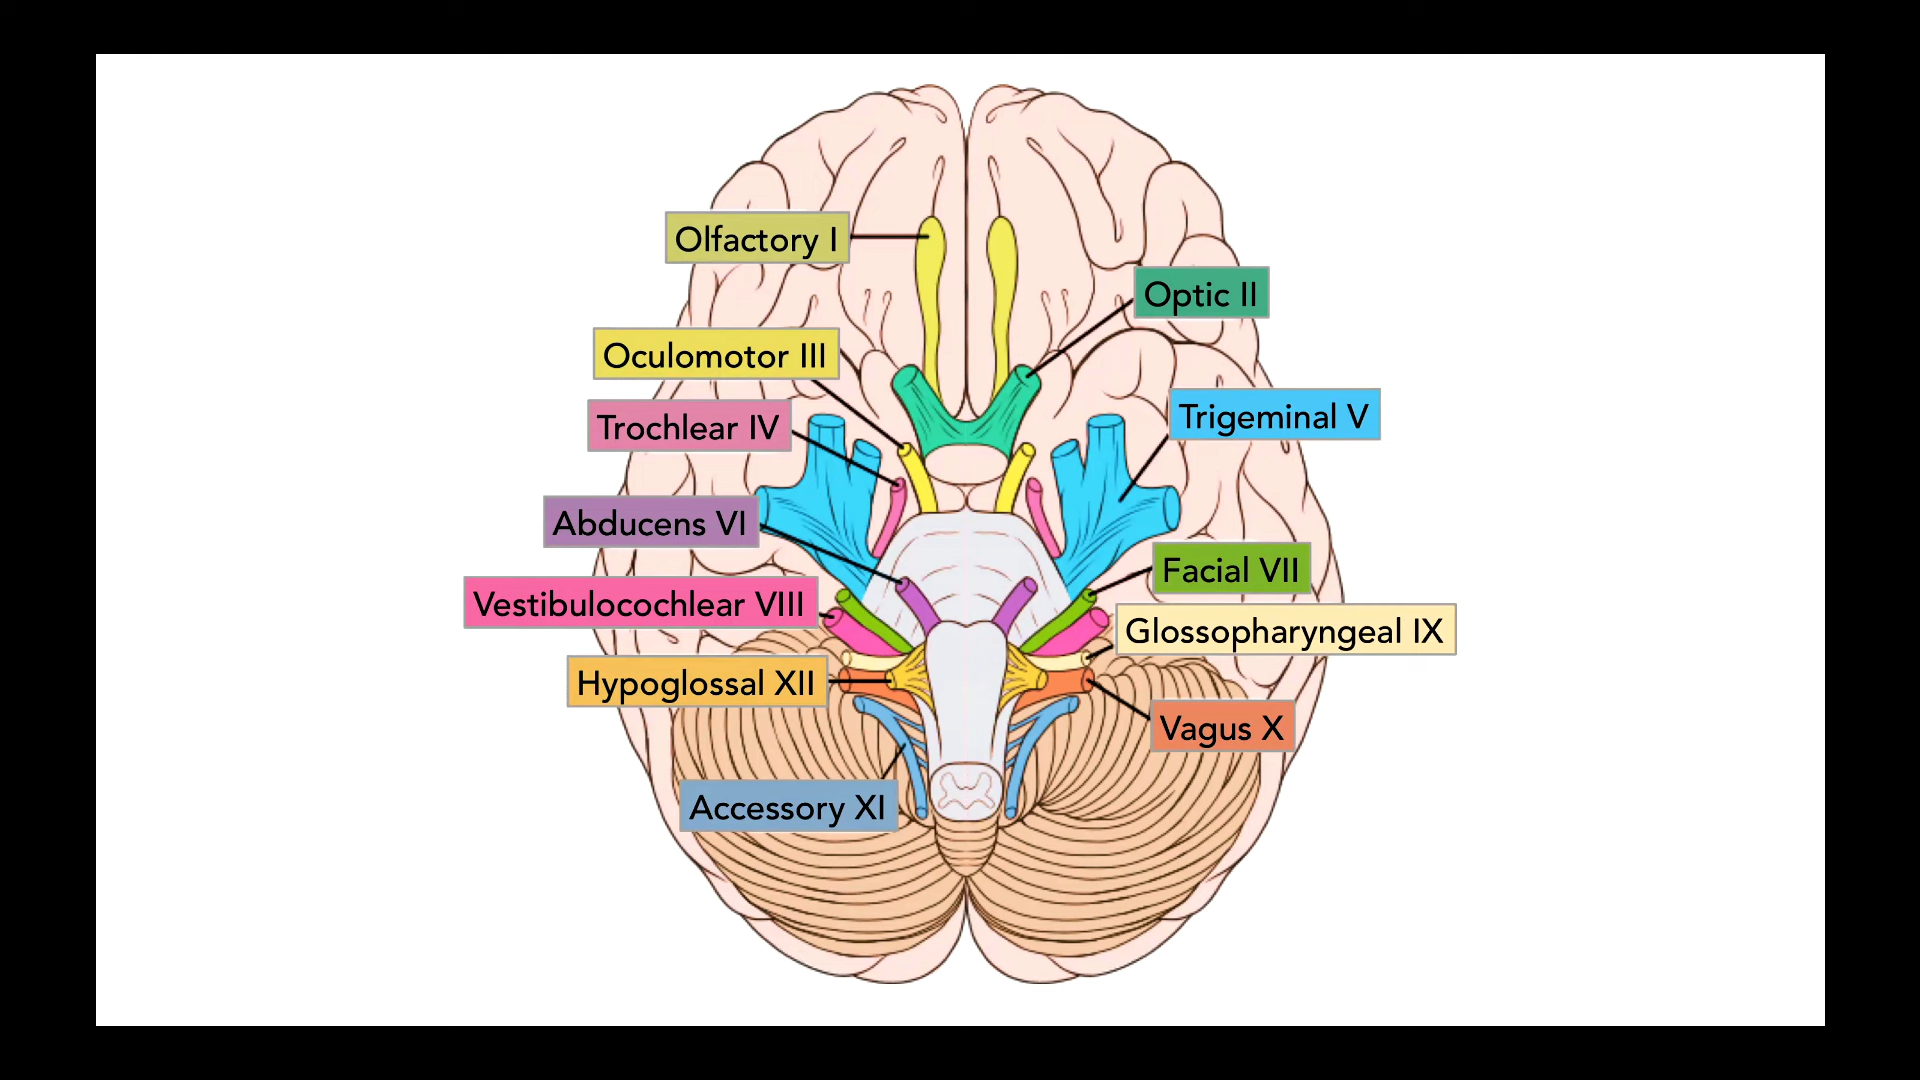 Olfactory I
Optic II
Oculomotor III
Trochlear IV
Trigeminal V
Abducens VI
Facial VII
Vestibulocochlear VIII
Glossopharyngeal IX
Hypoglossal XII
Vagus X
Accessory XI